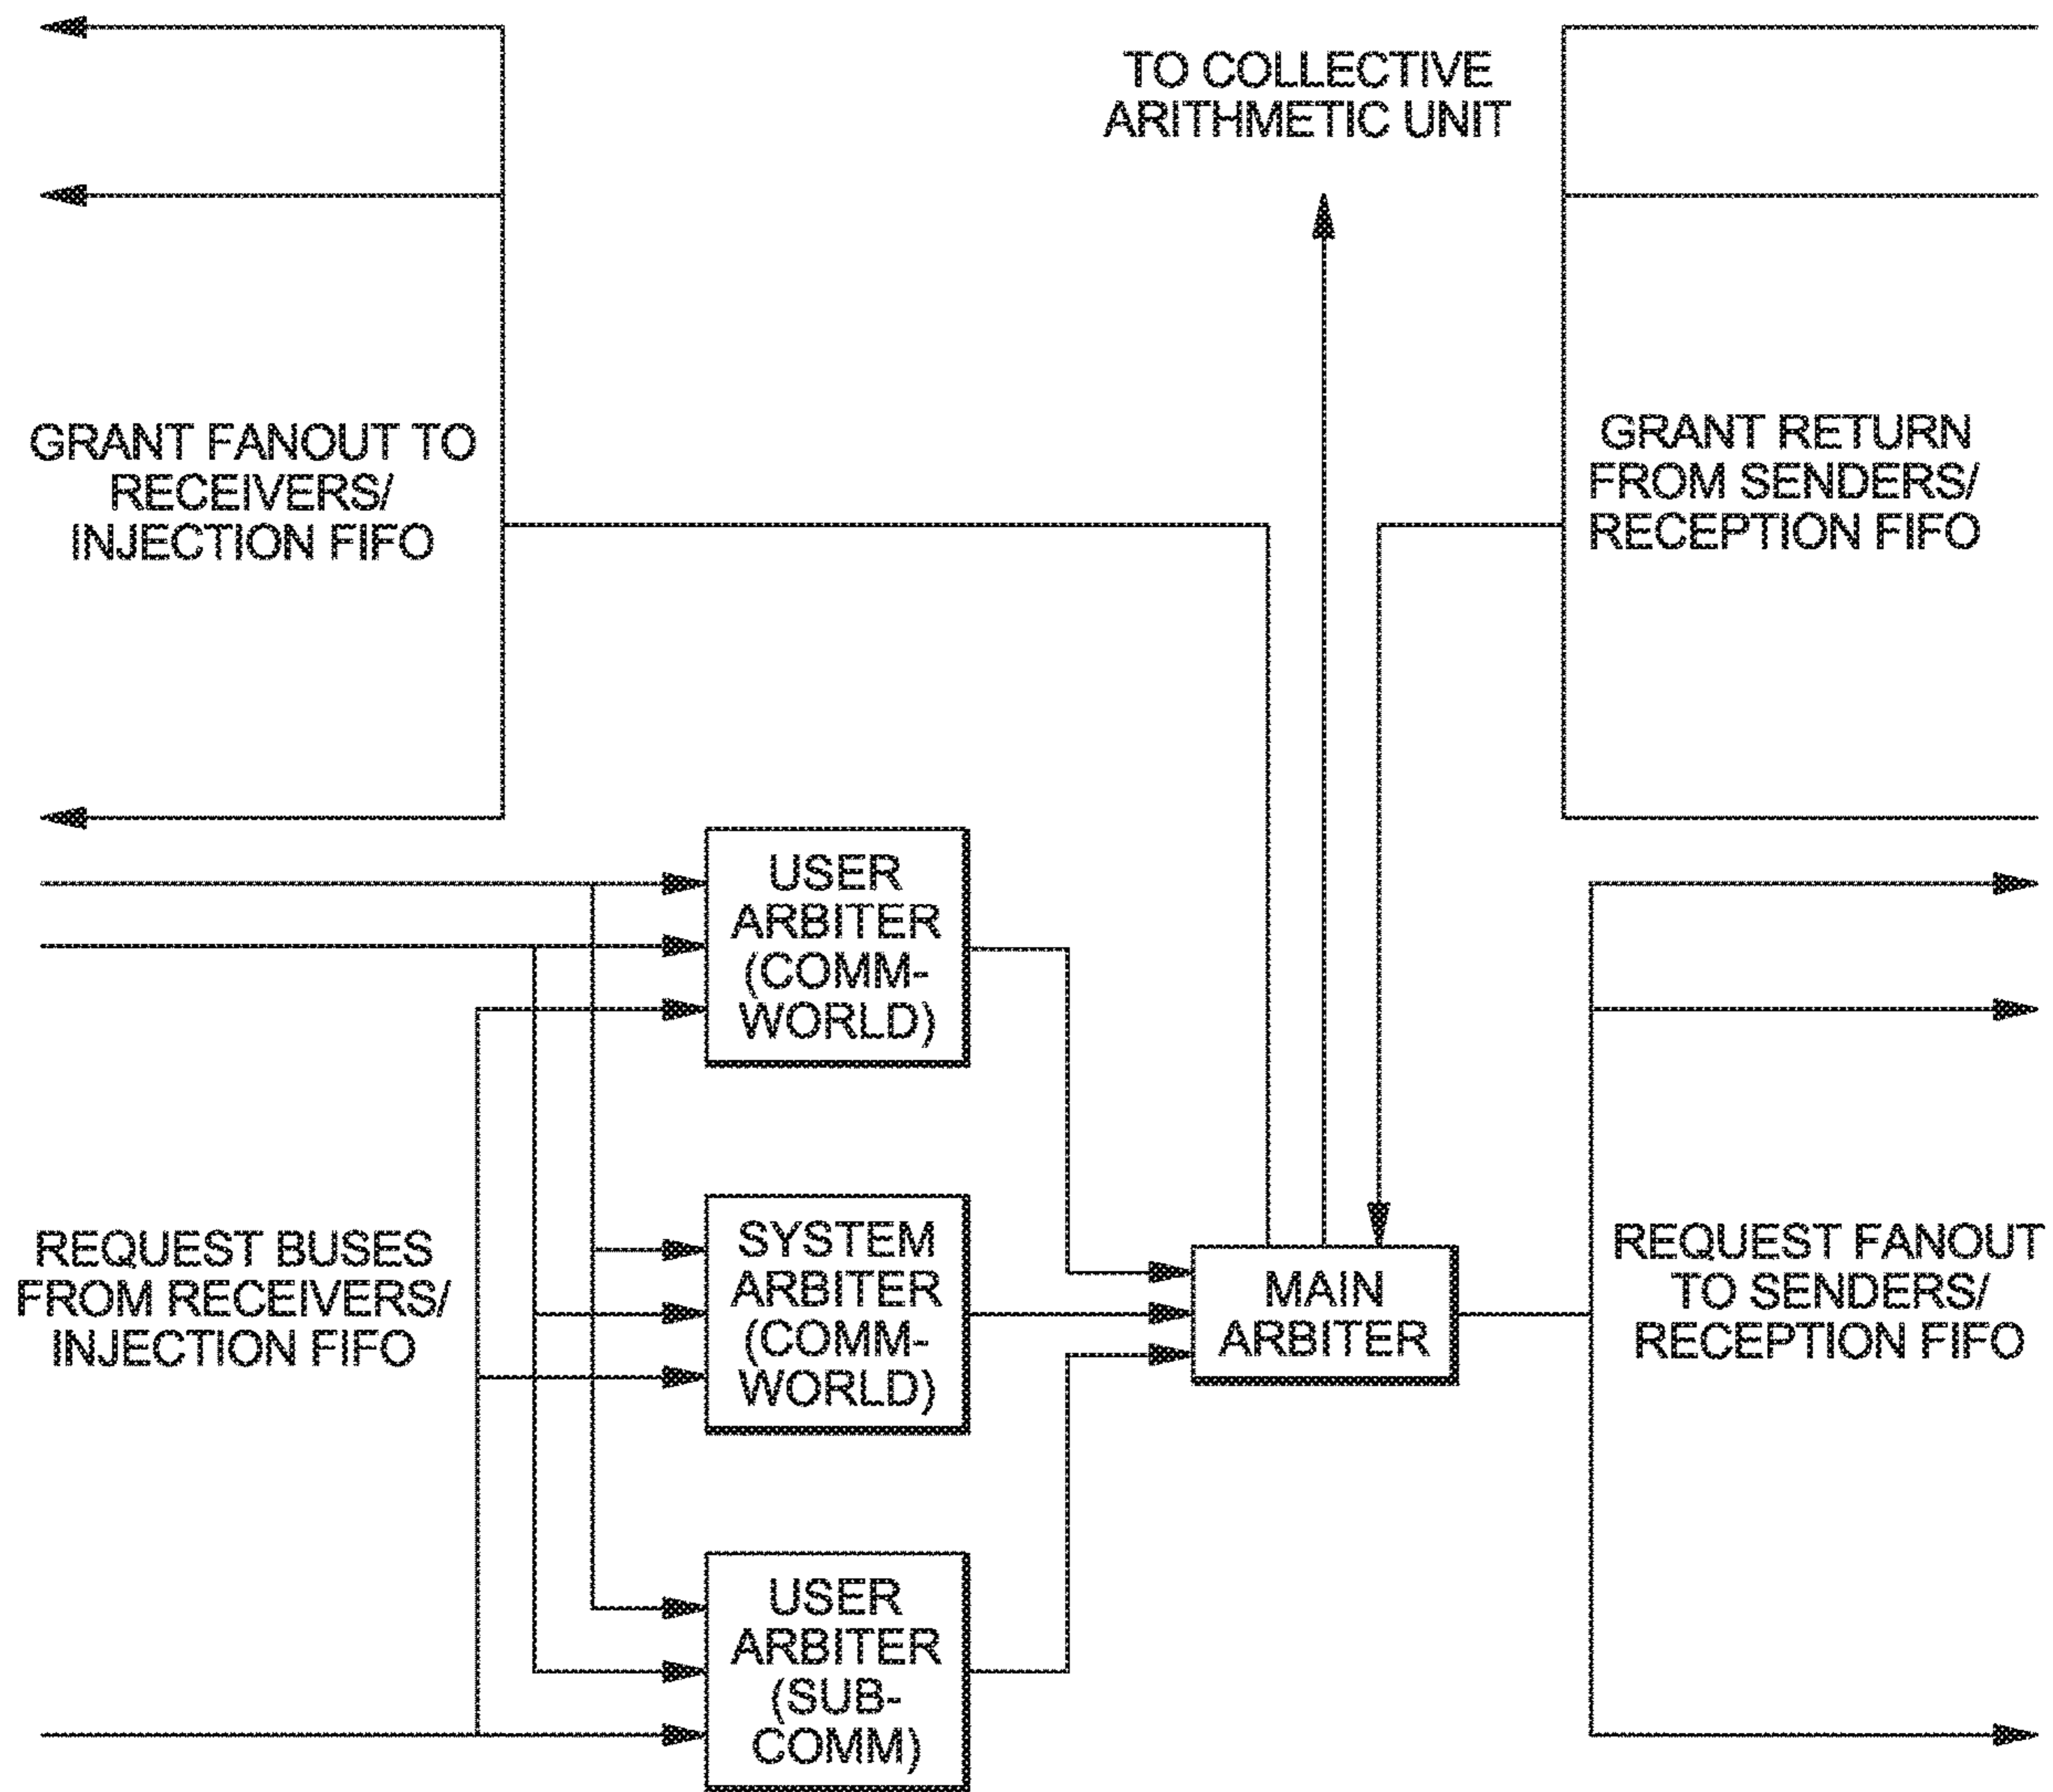 TO COLLECTIVE
ARITHMETIC UNIT
GRANT FANOUT TO
RECEIVERS/
INJECTION FIFO
GRANT RETURN
FROM SENDERS/
RECEPTION FIFO
USER
ARBITER
(COMM-
WORLD)
REQUEST BUSES
FROM RECEIVERS/
INJECTION FIFO
SYSTEM
ARBITER
(COMM-
WORLD)
MAIN
ARBITER
REQUEST FANOUT
TO SENDERS/
RECEPTION FIFO
USER
ARBITER
(SUB-
COMM)